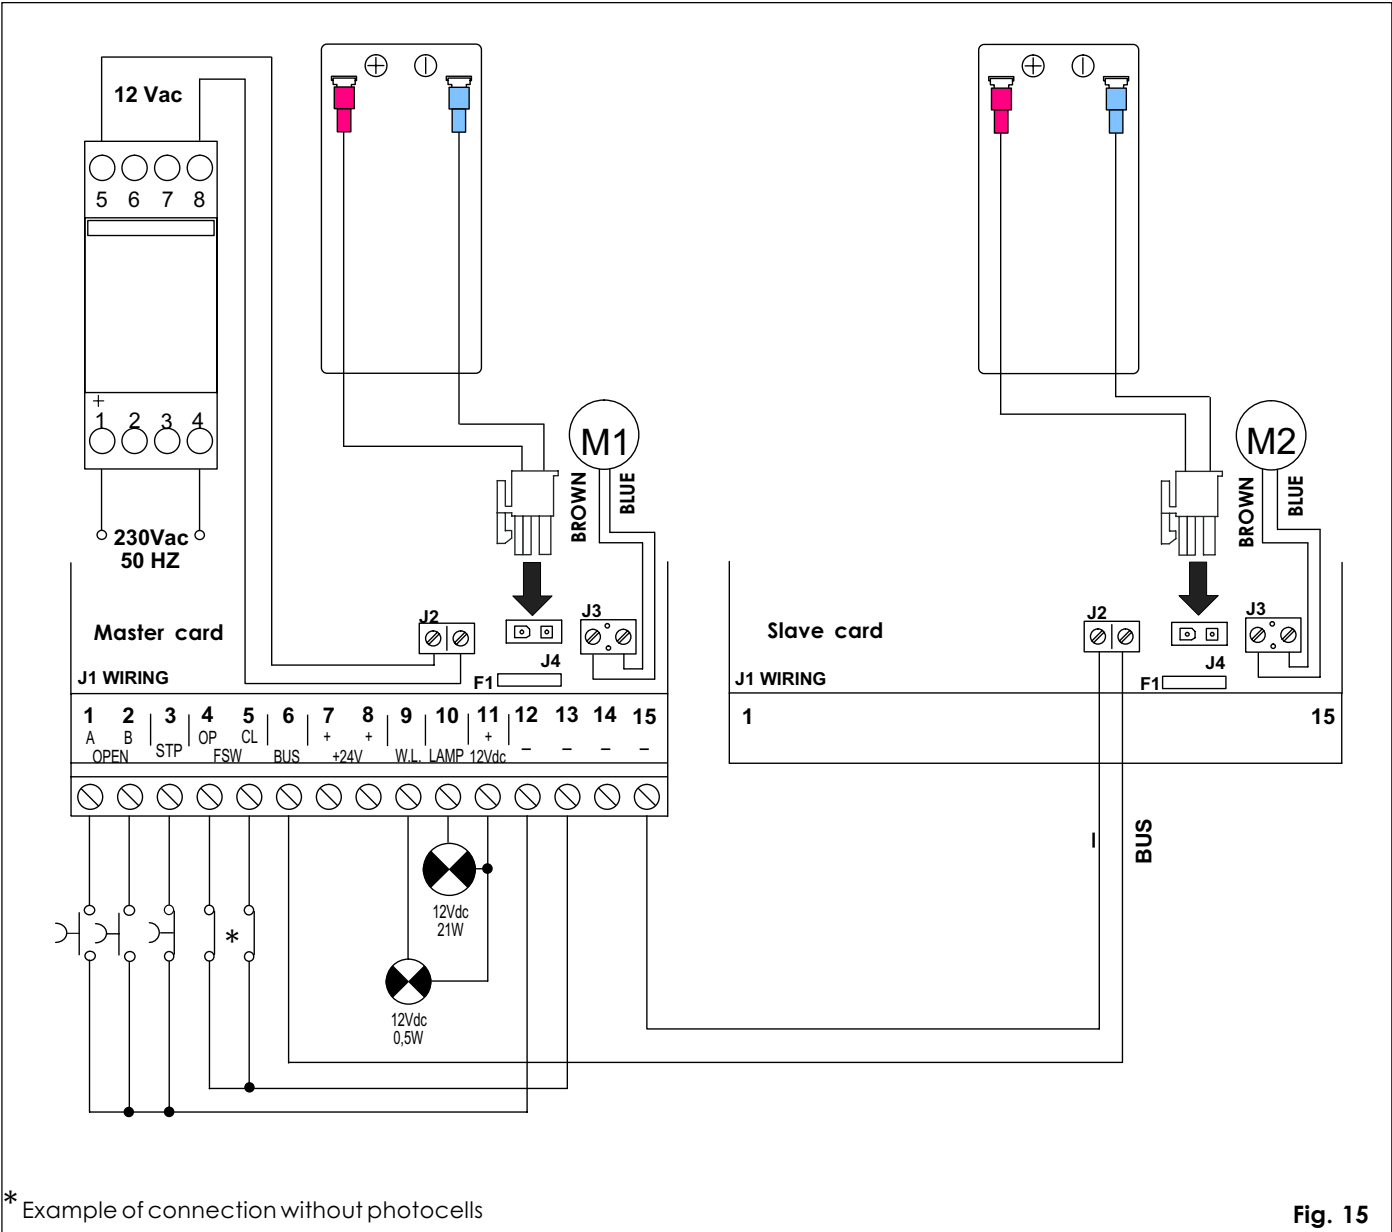 12 Vac
5 6 7 8
+
1 2 3 4
230Vac
50 HZ
+ –
M1
BROWN
BLUE
Master card
J2
J3
J4
F1
J1 WIRING
1 2 3 4 5 6 7 8 9 10 11 12 13 14 15
A B OP CL + + + – – – –
OPEN STP FSW BUS +24V W.L. LAMP 12Vdc
*
12Vdc
21W
12Vdc
0,5W
+ –
M2
BROWN
BLUE
Slave card
J2
J3
J4
F1
J1 WIRING
1 15
–
BUS
* Example of connection without photocells
Fig. 15